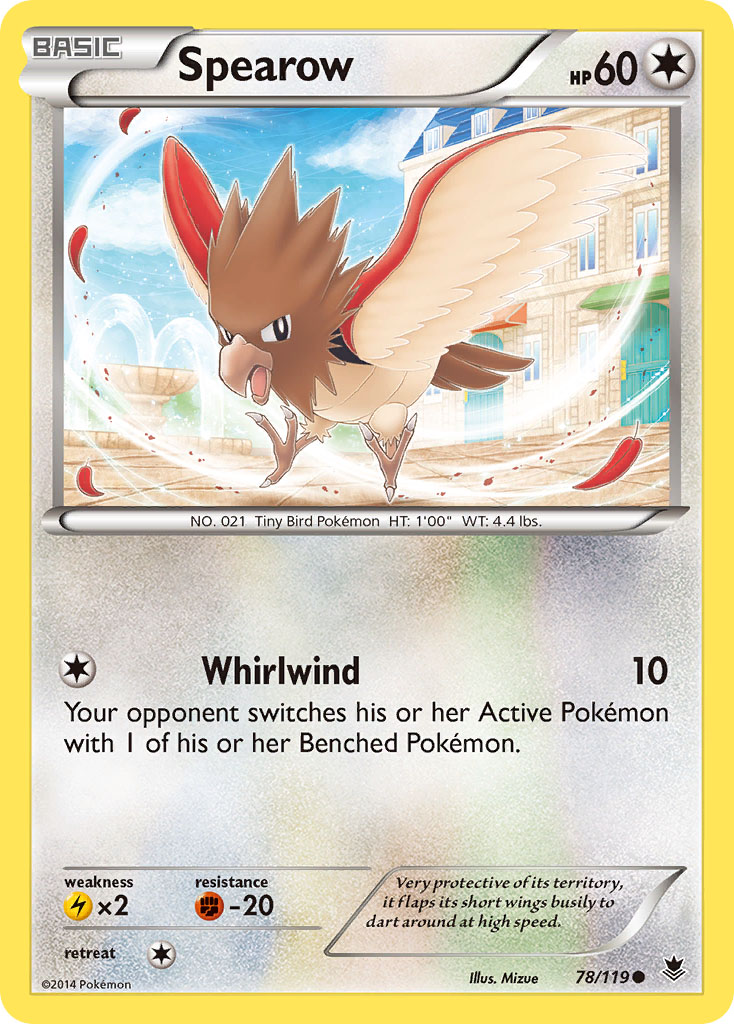 BASIC
Spearow
HP60
NO. 021 Tiny Bird Pokémon HT: 1'00" WT: 4.4 lbs.
Whirlwind 10
Your opponent switches his or her Active Pokémon
with 1 of his or her Benched Pokémon.
weakness
×2
resistance
-20
retreat
Very protective of its territory,
it flaps its short wings busily to
dart around at high speed.
©2014 Pokémon
Illus. Mizue
78/119